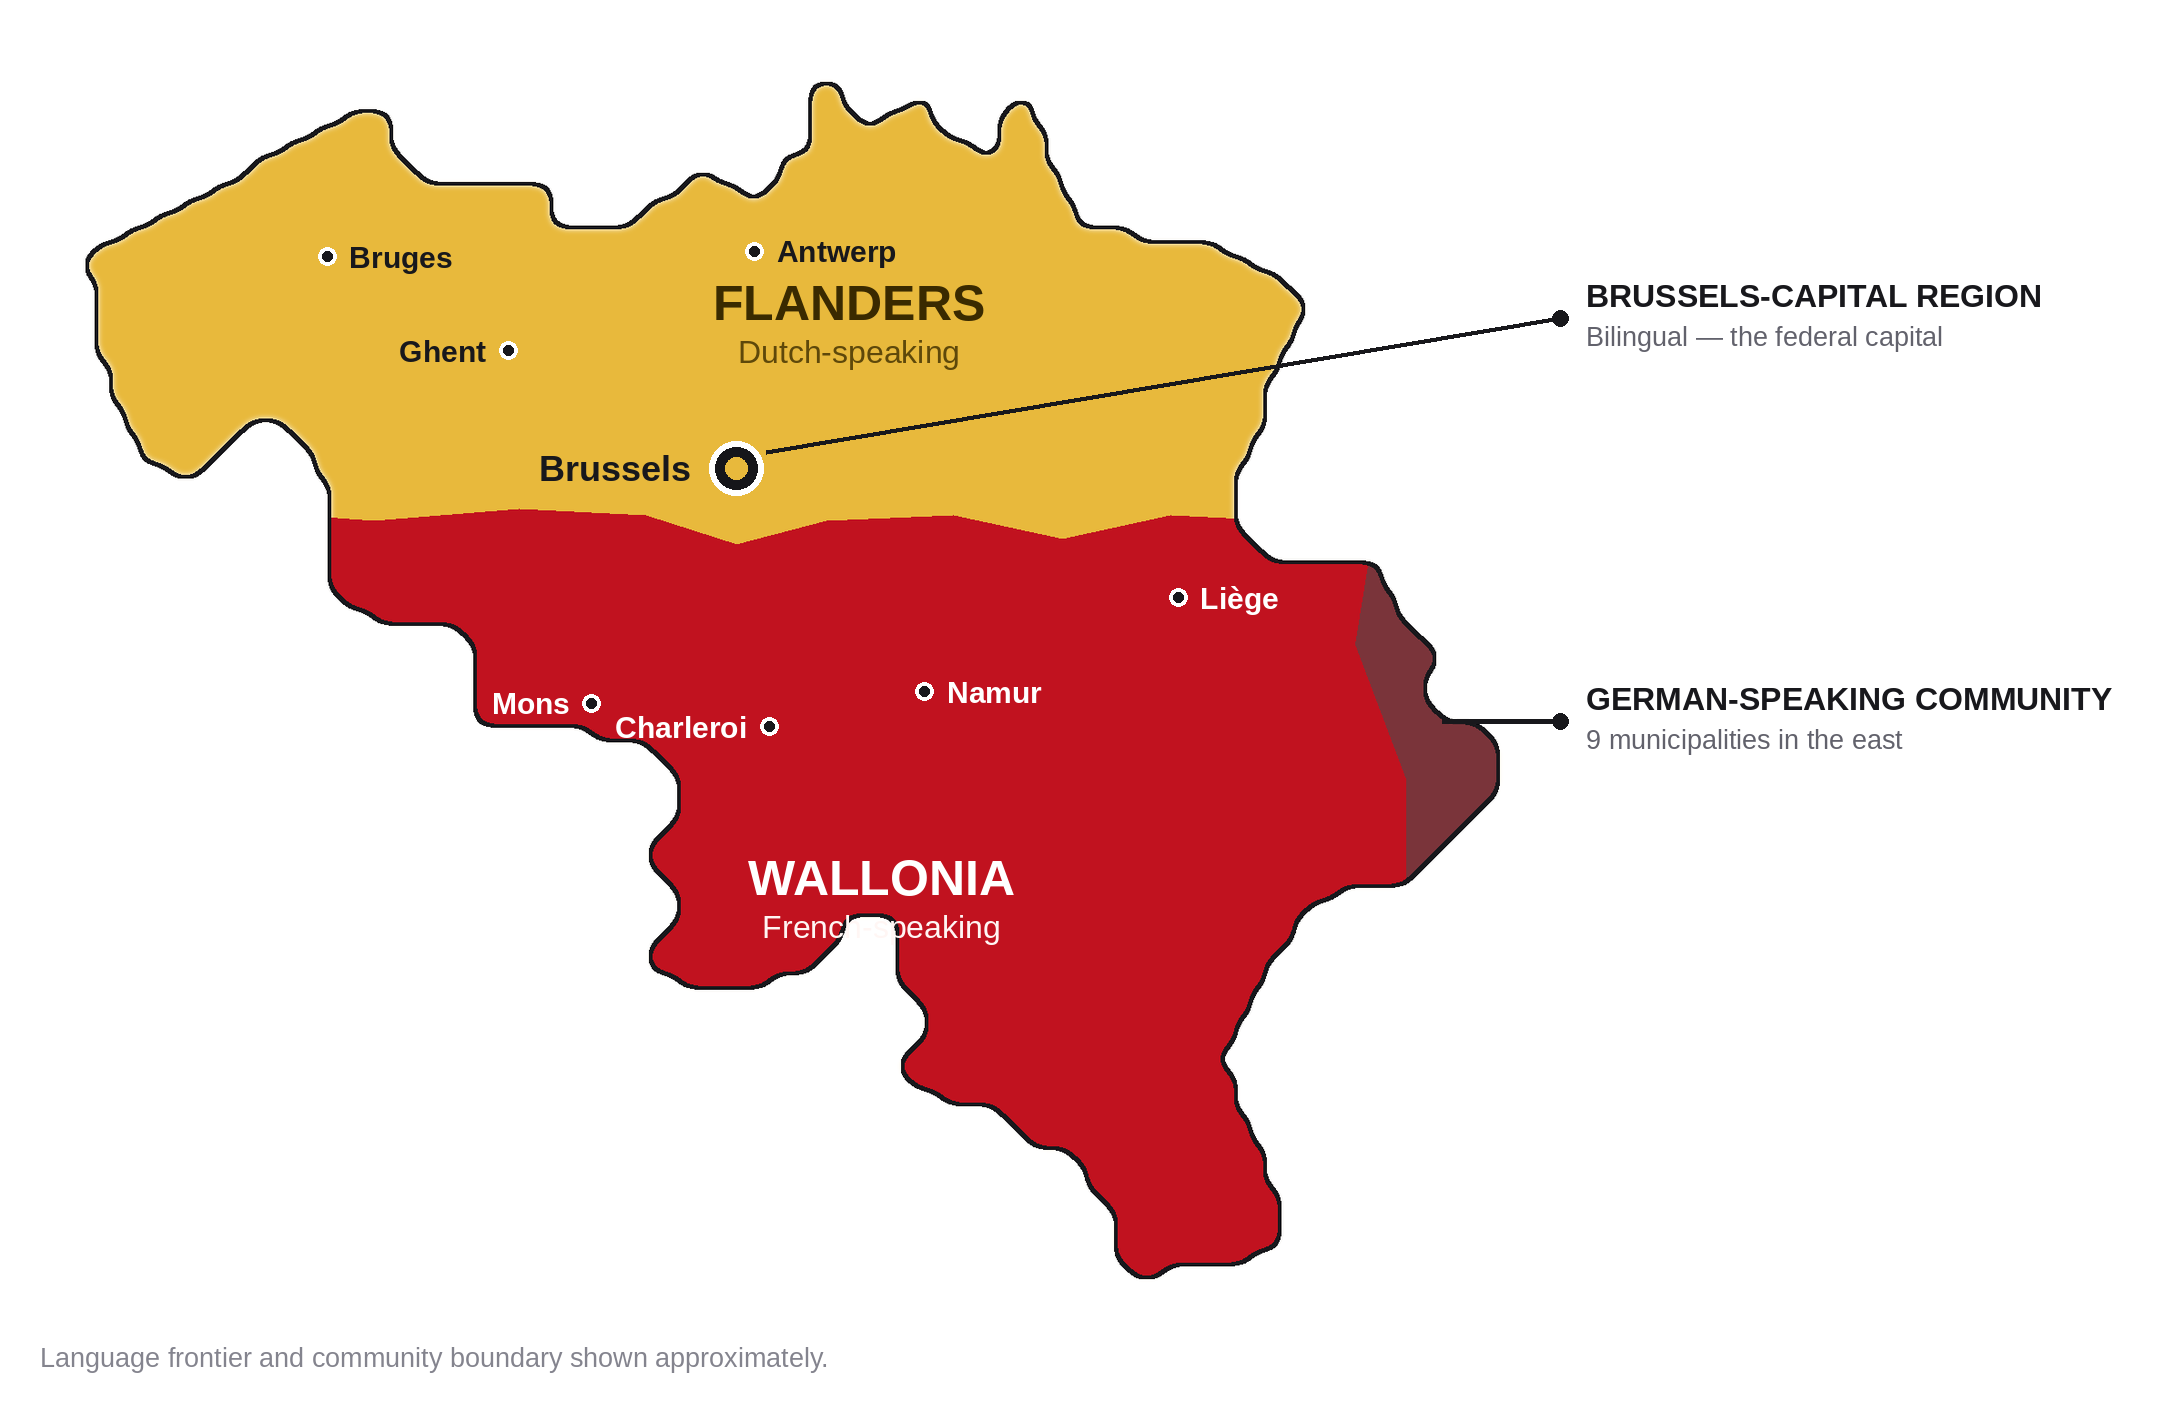 Bruges
Antwerp
FLANDERS
Dutch-speaking
Ghent
Brussels
BRUSSELS-CAPITAL REGION
Bilingual — the federal capital
Liège
Mons
Charleroi
Namur
GERMAN-SPEAKING COMMUNITY
9 municipalities in the east
WALLONIA
French-speaking
Language frontier and community boundary shown approximately.